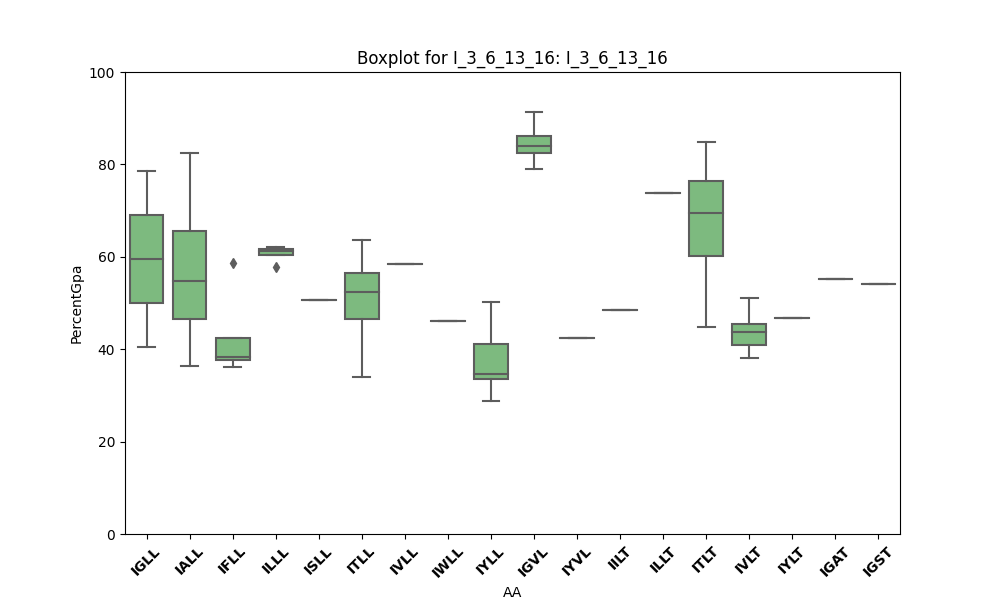 Boxplot for I_3_6_13_16: I_3_6_13_16
100
80
60
40
20
0
PercentGpa
IGLL IALL IFLL ILLL ISLL ITLL IVLL IWLL IYLL IGVL IYVL IILT ILLT ITLT IVLT IYLT IGAT IGST
AA